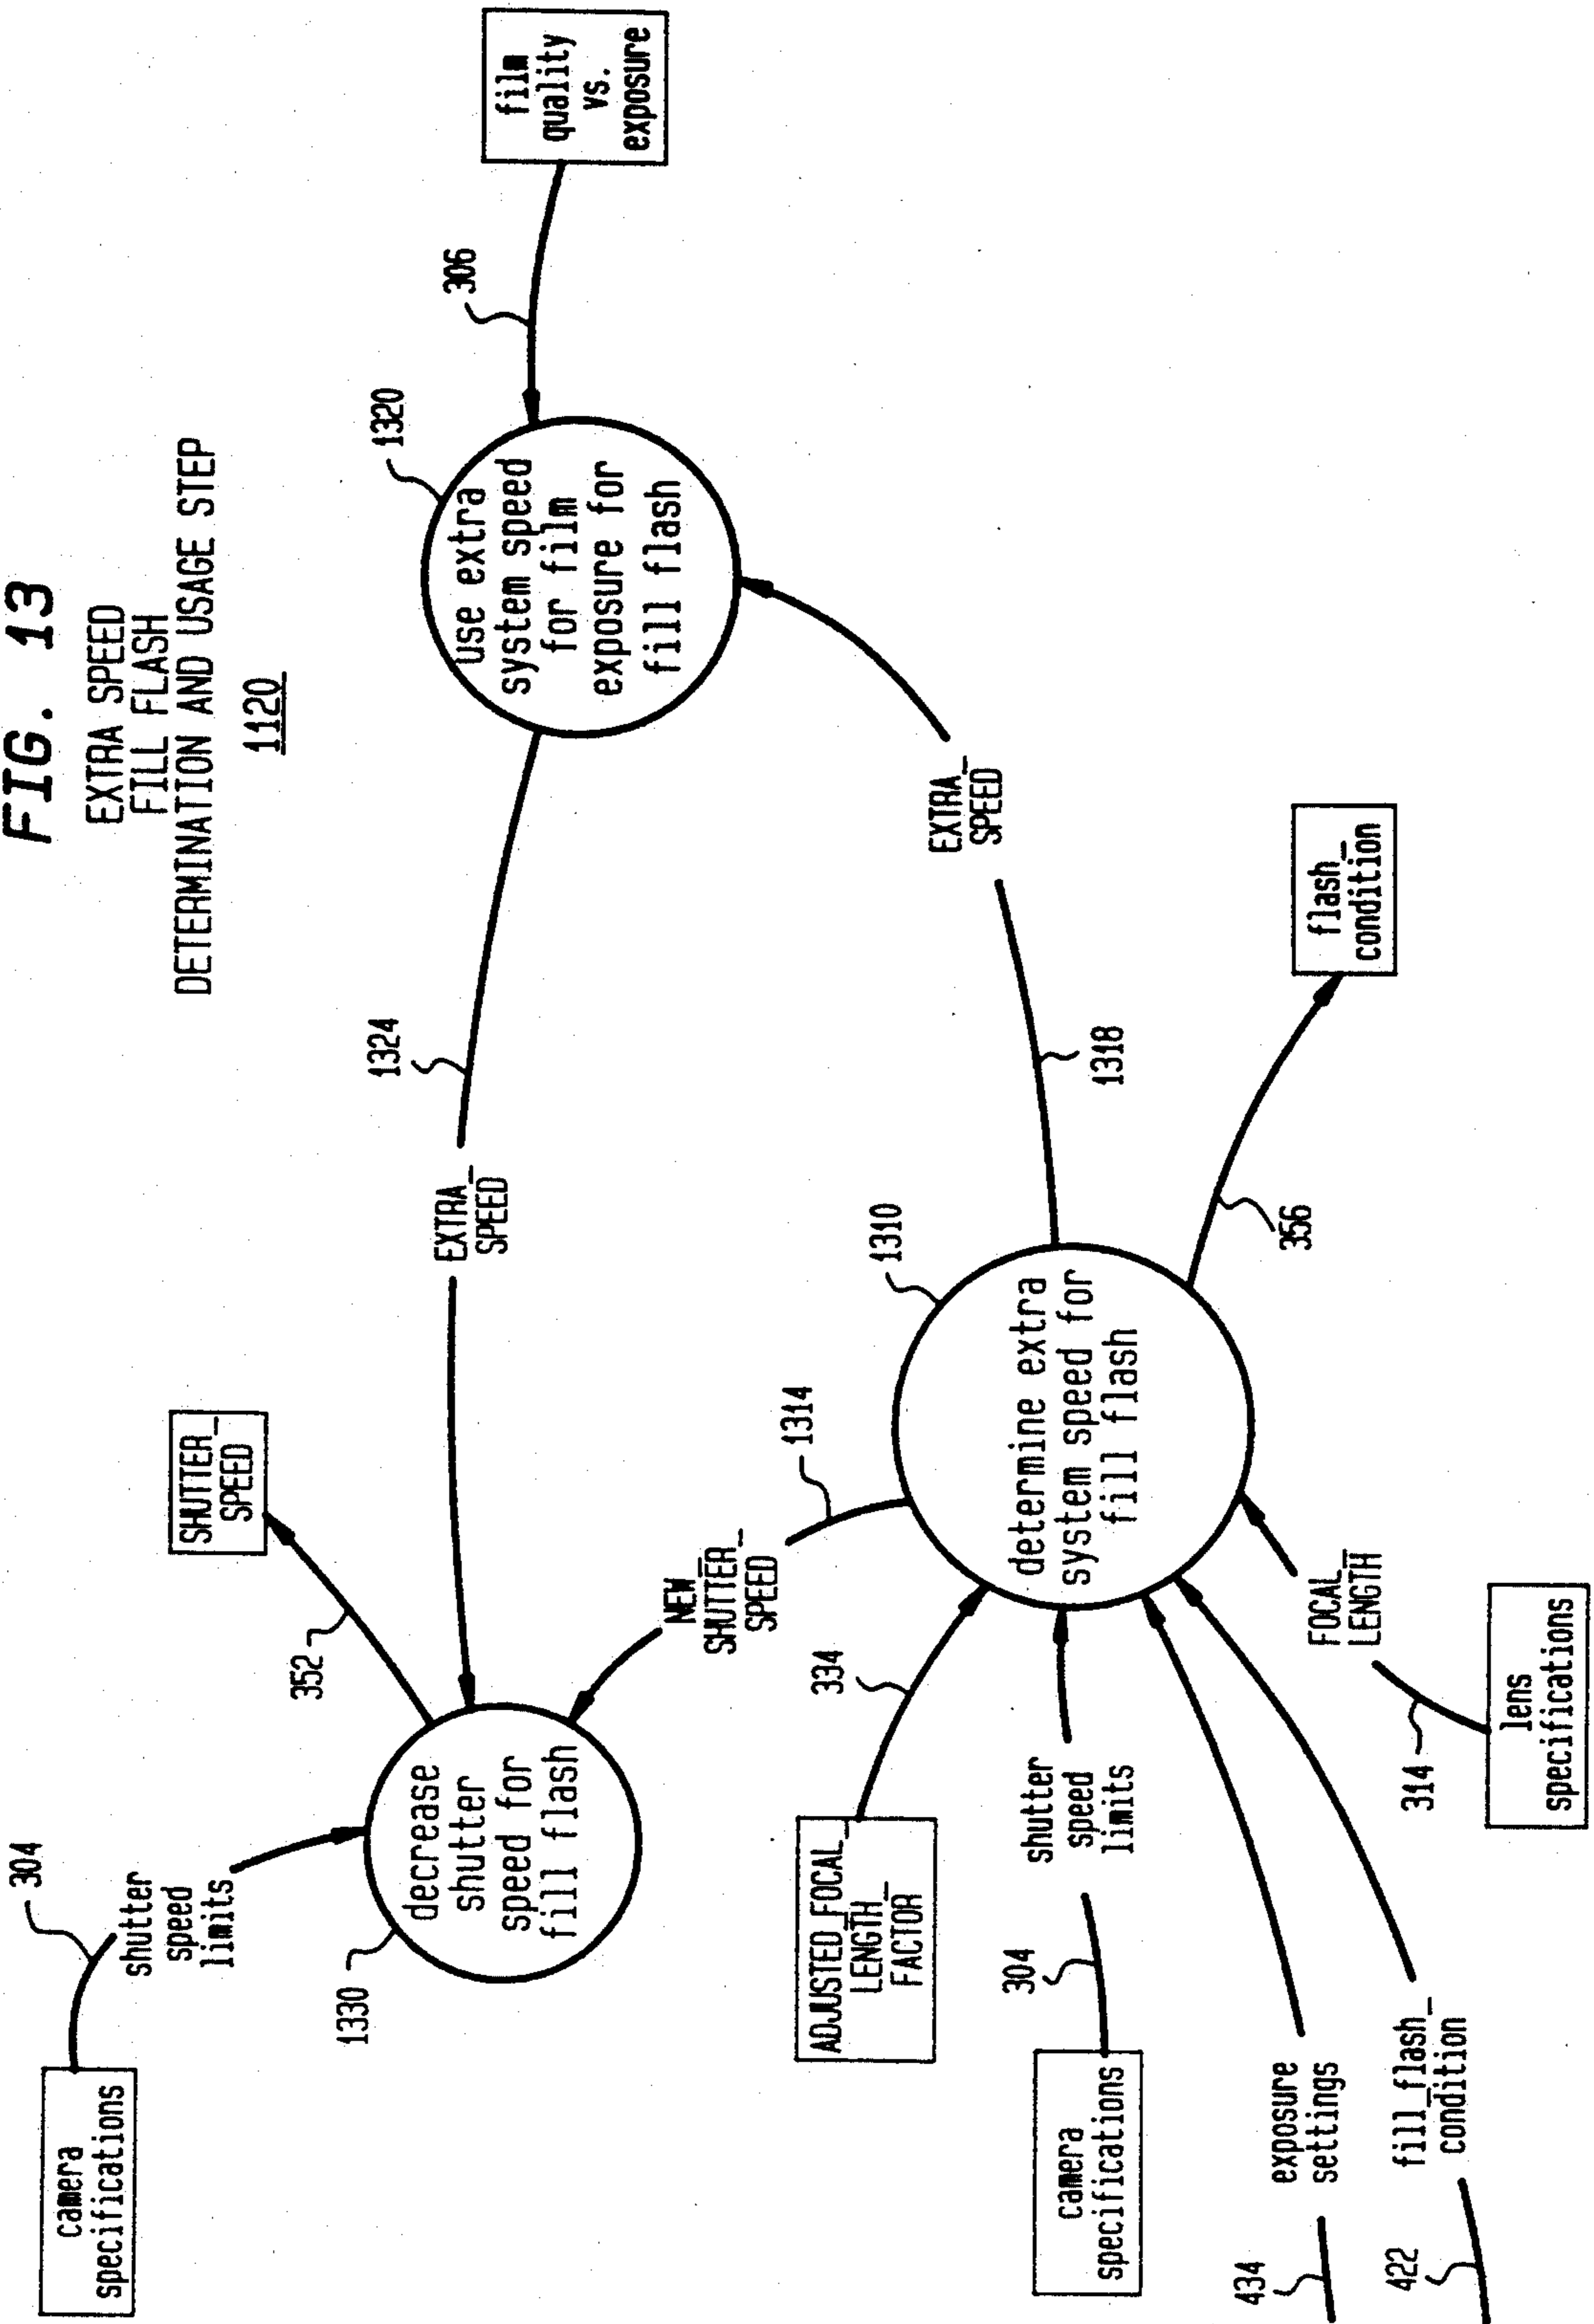 FIG. 13
EXTRA SPEED
FILL FLASH
DETERMINATION AND USAGE STEP
1120
camera
specifications
304
shutter
speed
limits
1330
decrease
shutter
speed for
fill flash
352
SHUTTER_
SPEED
EXTRA_
SPEED
1324
1320
use extra
system speed
for film
exposure for
fill flash
306
film
quality
vs.
exposure
NEW_
SHUTTER_
SPEED
1314
ADJUSTED_FOCAL_
LENGTH_
FACTOR
334
camera
specifications
304
shutter
speed
limits
434
exposure
settings
422
fill_flash_
condition
lens
specifications
314
FOCAL_
LENGTH
1310
determine extra
system speed for
fill flash
1318
EXTRA_
SPEED
356
flash_
condition